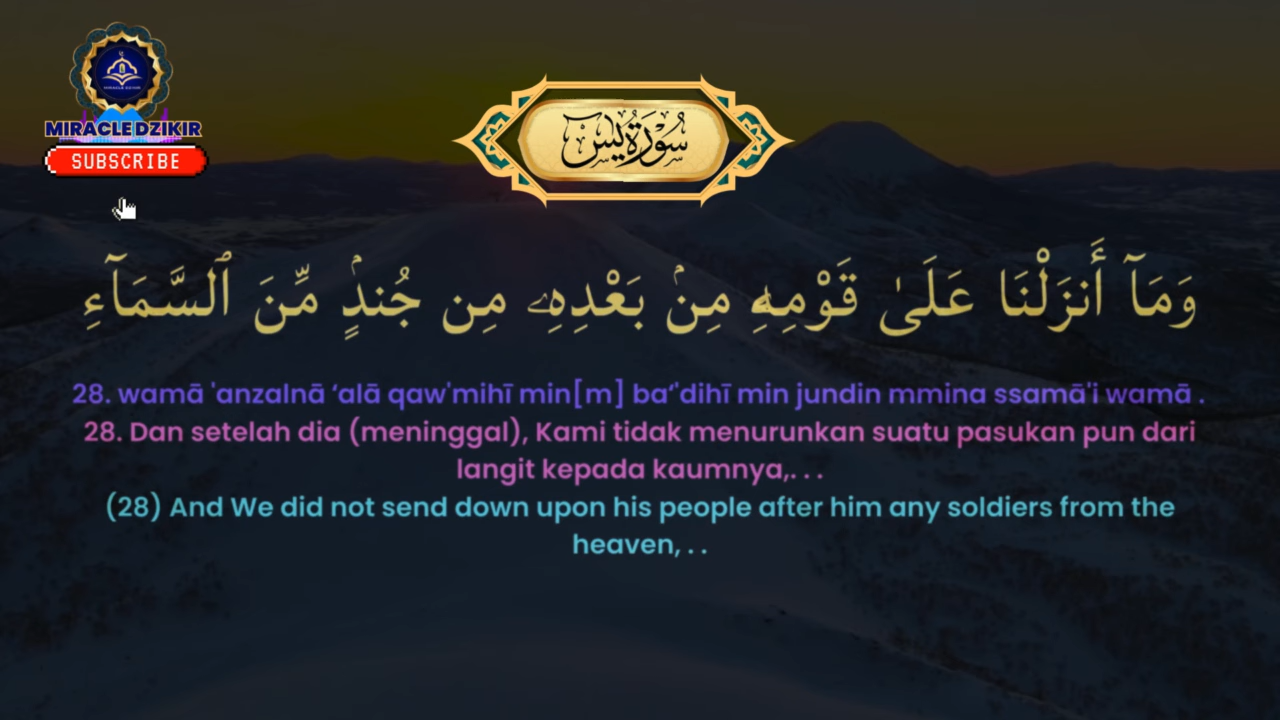 MIRACLE DZIKIR
MIRACLEDZIKIR
SUBSCRIBE
سُوْرَةُ يٰسٓ
وَمَآ أَنزَلْنَا عَلَىٰ قَوْمِهِۦ مِنۢ بَعْدِهِۦ مِن جُندٍۢ مِّنَ ٱلسَّمَآءِ
28. wamā 'anzalnā ‘alā qaw'mihī min[m] ba‘'dihī min jundin mmina ssamā'i wamā .
28. Dan setelah dia (meninggal), Kami tidak menurunkan suatu pasukan pun dari
langit kepada kaumnya,. . .
(28) And We did not send down upon his people after him any soldiers from the
heaven, . .